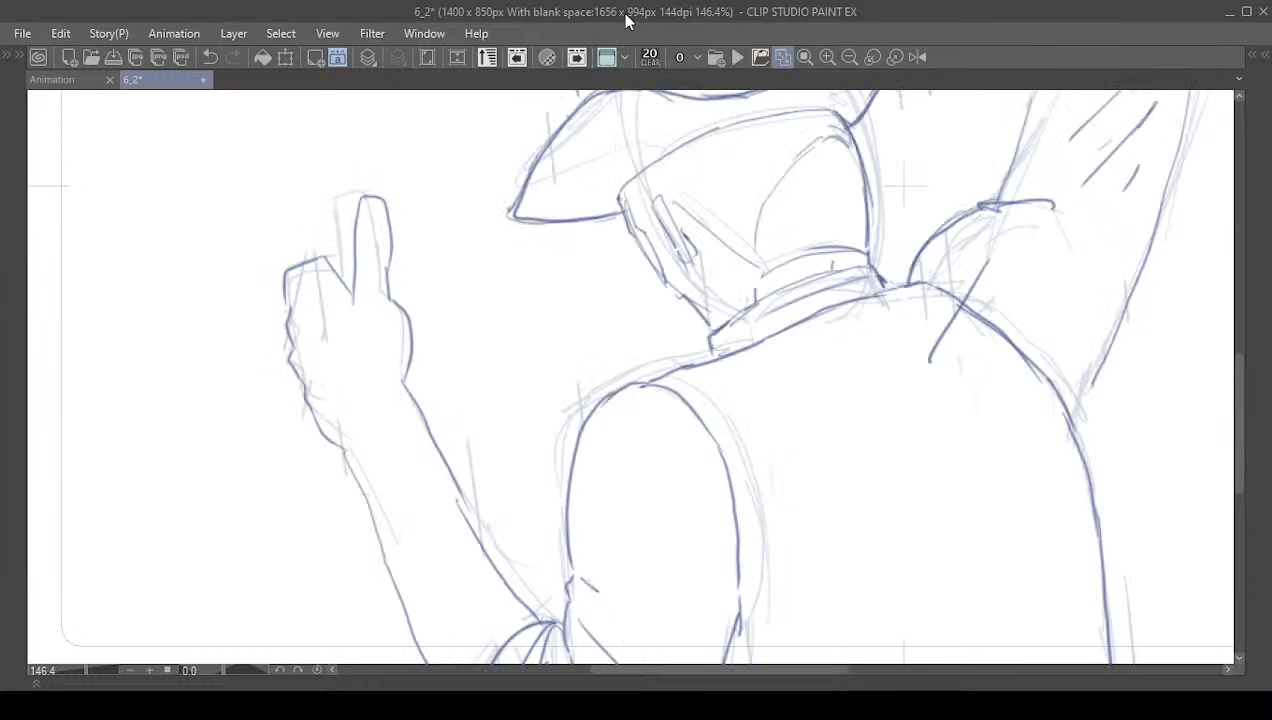 6_2* (1400 x 850px With blank space:1656 x 994px 144dpi 146.4%)  - CLIP STUDIO PAINT EX
File Edit Story(P) Animation Layer Select View Filter Window Help
20 CLEAR 0
Animation 6_2*
146.4 0.0